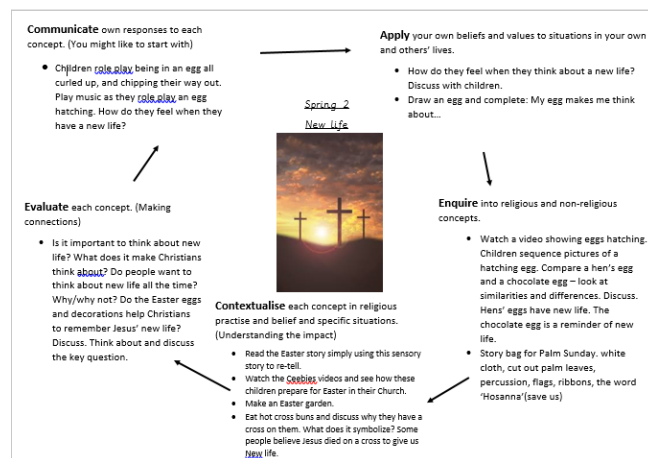 Communicate own responses to each
concept. (You might like to start with)
• Children role play being in an egg all
curled up, and chipping their way out.
Play music as they role play an egg
hatching. How do they feel when they
have a new life?
Apply your own beliefs and values to situations in your own
and others' lives.
• How do they feel when they think about a new life?
Discuss with children.
• Draw an egg and complete: My egg makes me think
about…
Spring 2
New life
Enquire into religious and non-religious
concepts.
• Watch a video showing eggs hatching.
Children sequence pictures of a
hatching egg. Compare a hen's egg
and a chocolate egg – look at
similarities and differences. Discuss.
Hens' eggs have new life. The
chocolate egg is a reminder of new
life.
• Story bag for Palm Sunday. white
cloth, cut out palm leaves,
percussion, flags, ribbons, the word
'Hosanna'(save us)
Contextualise each concept in religious
practise and belief and specific situations.
(Understanding the impact)
• Read the Easter story simply using this sensory
story to re-tell.
• Watch the Ceebies videos and see how these
children prepare for Easter in their Church.
• Make an Easter garden.
• Eat hot cross buns and discuss why they have a
cross on them. What does it symbolize? Some
people believe Jesus died on a cross to give us
New life.
Evaluate each concept. (Making
connections)
• Is it important to think about new
life? What does it make Christians
think about? Do people want to
think about new life all the time?
Why/why not? Do the Easter eggs
and decorations help Christians
to remember Jesus' new life?
Discuss. Think about and discuss
the key question.